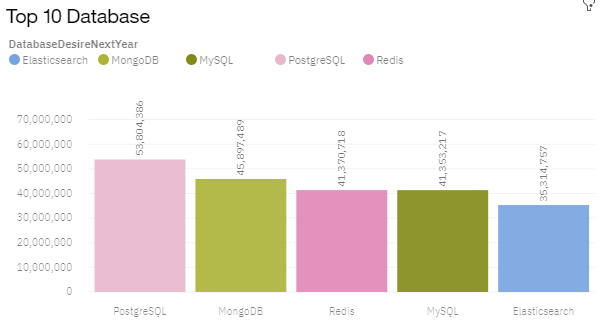 Top 10 Database
DatabaseDesireNextYear
Elasticsearch MongoDB MySQL PostgreSQL Redis
53,804,386 45,897,489 41,370,718 41,353,217 35,314,757
70,000,000
60,000,000
50,000,000
40,000,000
30,000,000
20,000,000
10,000,000
0
PostgreSQL MongoDB Redis MySQL Elasticsearch